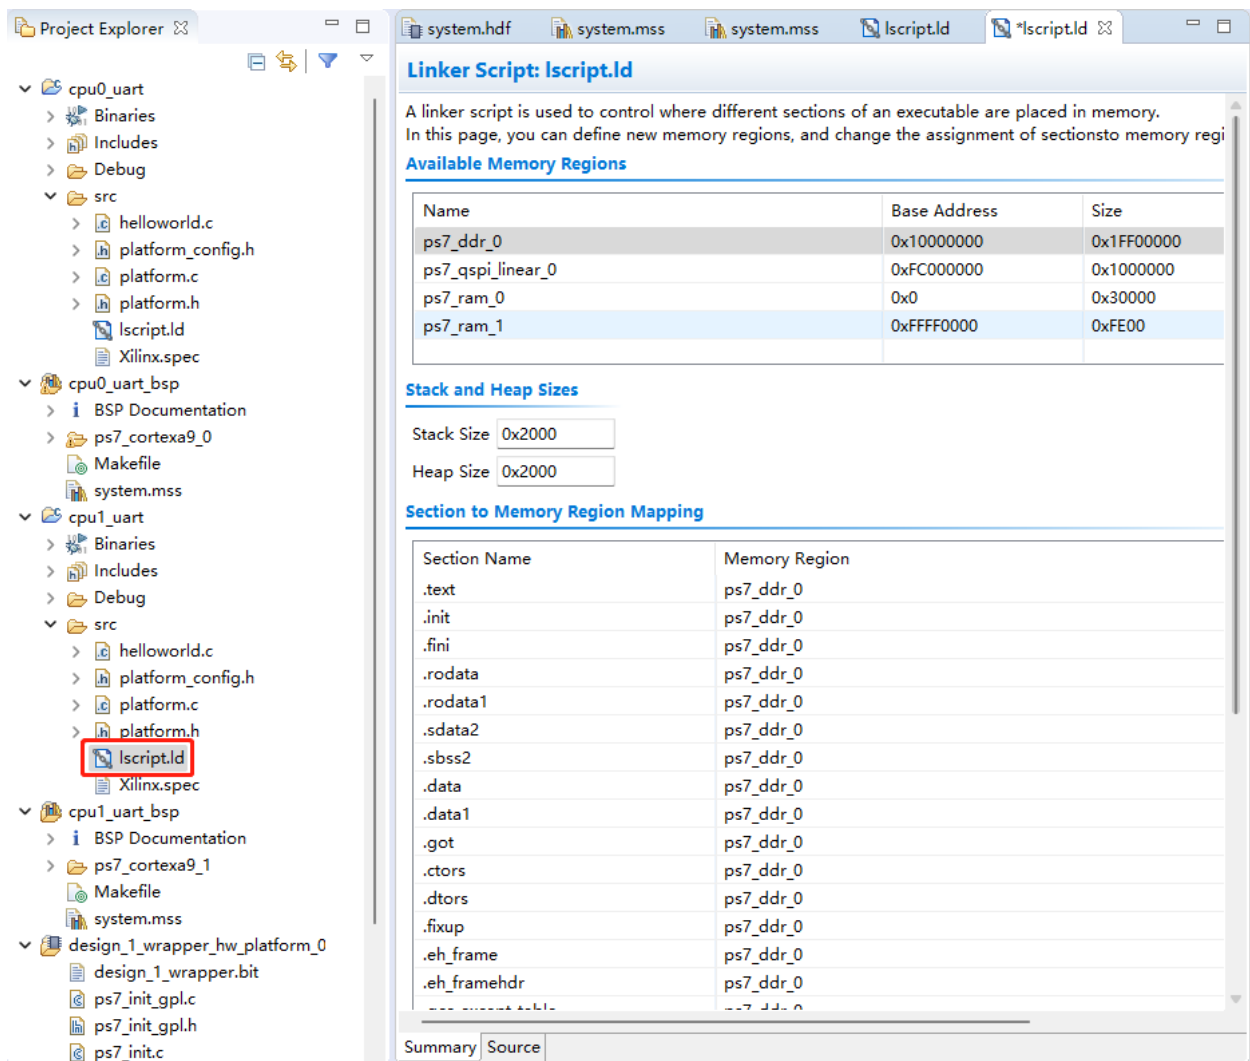 Project Explorer
cpu0_uart
Binaries
Includes
Debug
src
helloworld.c
platform_config.h
platform.c
platform.h
lscript.ld
Xilinx.spec
cpu0_uart_bsp
BSP Documentation
ps7_cortexa9_0
Makefile
system.mss
cpu1_uart
Binaries
Includes
Debug
src
helloworld.c
platform_config.h
platform.c
platform.h
lscript.ld
Xilinx.spec
cpu1_uart_bsp
BSP Documentation
ps7_cortexa9_1
Makefile
system.mss
design_1_wrapper_hw_platform_0
design_1_wrapper.bit
ps7_init_gpl.c
ps7_init_gpl.h
ps7_init.c
system.hdf system.mss system.mss lscript.ld *lscript.ld
Linker Script: lscript.ld
A linker script is used to control where different sections of an executable are placed in memory.
In this page, you can define new memory regions, and change the assignment of sectionsto memory regi
Available Memory Regions
Name Base Address Size
ps7_ddr_0 0x10000000 0x1FF00000
ps7_qspi_linear_0 0xFC000000 0x1000000
ps7_ram_0 0x0 0x30000
ps7_ram_1 0xFFFF0000 0xFE00
Stack and Heap Sizes
Stack Size 0x2000
Heap Size 0x2000
Section to Memory Region Mapping
Section Name Memory Region
.text ps7_ddr_0
.init ps7_ddr_0
.fini ps7_ddr_0
.rodata ps7_ddr_0
.rodata1 ps7_ddr_0
.sdata2 ps7_ddr_0
.sbss2 ps7_ddr_0
.data ps7_ddr_0
.data1 ps7_ddr_0
.got ps7_ddr_0
.ctors ps7_ddr_0
.dtors ps7_ddr_0
.fixup ps7_ddr_0
.eh_frame ps7_ddr_0
.eh_framehdr ps7_ddr_0
Summary Source